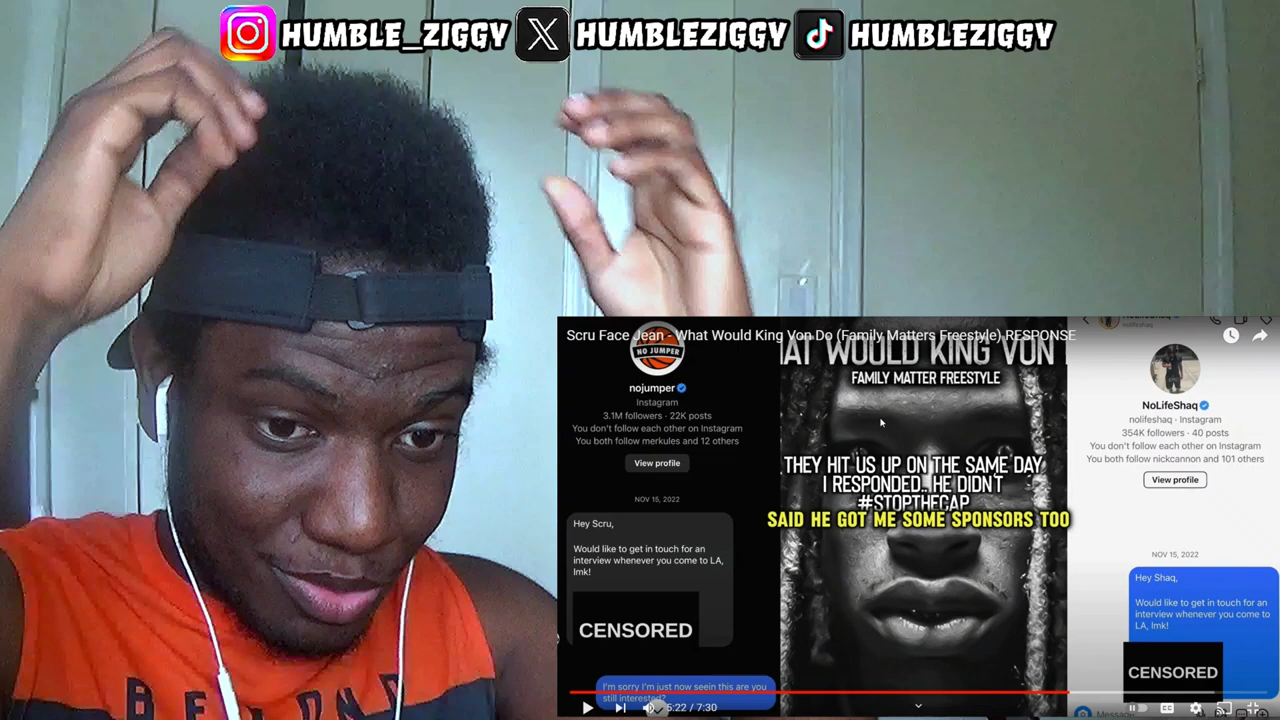 HUMBLE_ZIGGY
HUMBLEZIGGY
HUMBLEZIGGY
Scru Face Jean - What Would King Von Do (Family Matters Freestyle) RESPONSE
NO JUMPER
nojumper
Instagram
3.1M followers · 22K posts
You don't follow each other on Instagram
You both follow merkules and 12 others
View profile
NOV 15, 2022
Hey Scru,
Would like to get in touch for an
interview whenever you come to LA,
lmk!
CENSORED
I'm sorry I'm just now seein this are you
still interested?
WOULD KING VON
FAMILY MATTER FREESTYLE
THEY HIT US UP ON THE SAME DAY
I RESPONDED.. HE DIDN'T
#STOPTHECAP
SAID HE GOT ME SOME SPONSORS TOO
nolifeshaq
NoLifeShaq
nolifeshaq · Instagram
354K followers · 40 posts
You don't follow each other on Instagram
You both follow nickcannon and 101 others
View profile
NOV 15, 2022
Hey Shaq,
Would like to get in touch for an
interview whenever you come to
LA, lmk!
CENSORED
Message
5:22 / 7:30
BEYOND